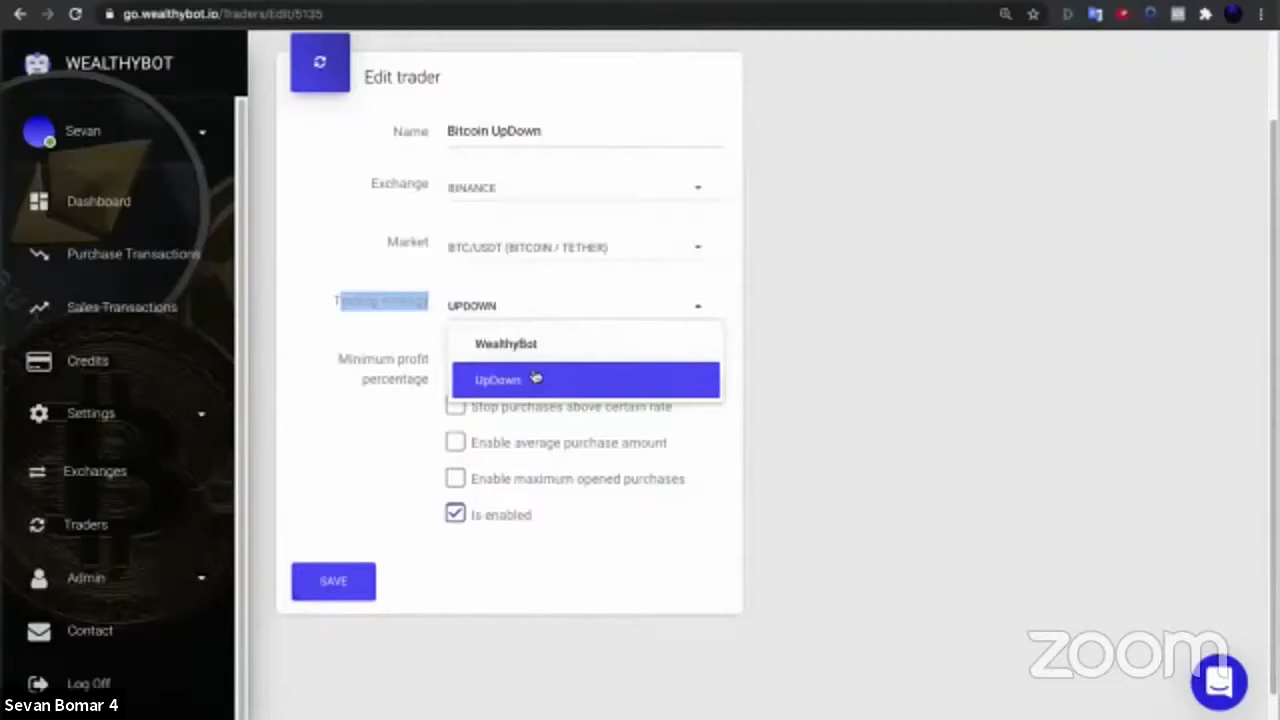 go.wealthybot.io/Traders/Edit/5135
WEALTHYBOT
Sevan
Dashboard
Purchase Transactions
Sales Transactions
Credits
Settings
Exchanges
Traders
Admin
Contact
Log Off
Edit trader
Name
Bitcoin UpDown
Exchange
BINANCE
Market
BTC/USDT (BITCOIN / TETHER)
Trading strategy
UPDOWN
WealthyBot
UpDown
Minimum profit
percentage
Stop purchases above certain rate
Enable average purchase amount
Enable maximum opened purchases
Is enabled
SAVE
zoom
Sevan Bomar 4